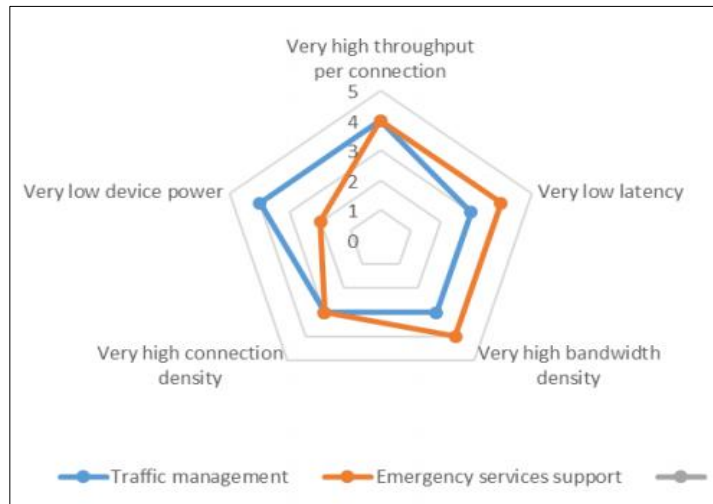 Very high throughput
per connection
5
4
3
2
1
0
Very low device power
Very low latency
Very high connection
density
Very high bandwidth
density
Traffic management
Emergency services support